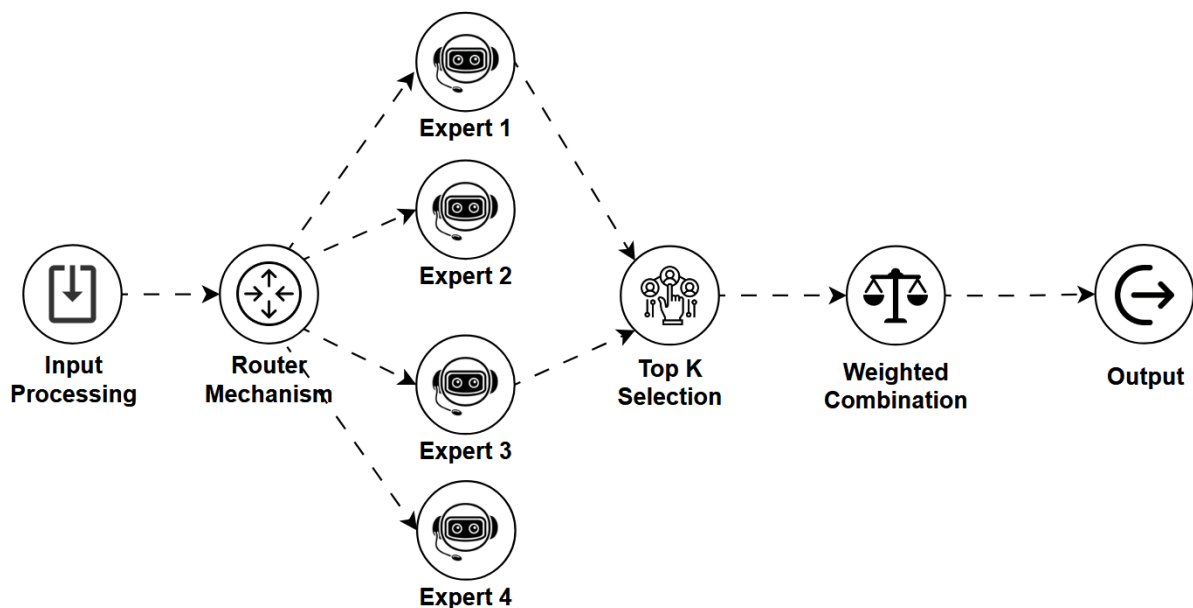 Expert 1
Expert 2
Input
Processing
Router
Mechanism
Expert 3
Expert 4
Top K
Selection
Weighted
Combination
Output